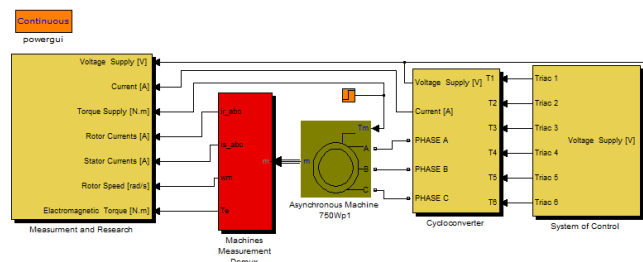 Continuous
powergui
Voltage Supply [V]
Current [A]
Torque Supply [N.m]
Rotor Currents [A]
Stator Currents [A]
Rotor Speed [rad/s]
Electromagnetic Torque [N.m]
Measurment and Research
ir_abc
is_abc
wm
Te
m
Machines
Measurement
Demux
Tm
m
A
B
C
Asynchronous Machine
750Wp1
Voltage Supply [V]
Current [A]
PHASE A
PHASE B
PHASE C
T1
T2
T3
T4
T5
T6
Cycloconverter
Triac 1
Triac 2
Triac 3
Triac 4
Triac 5
Triac 6
Voltage Supply [V]
System of Control